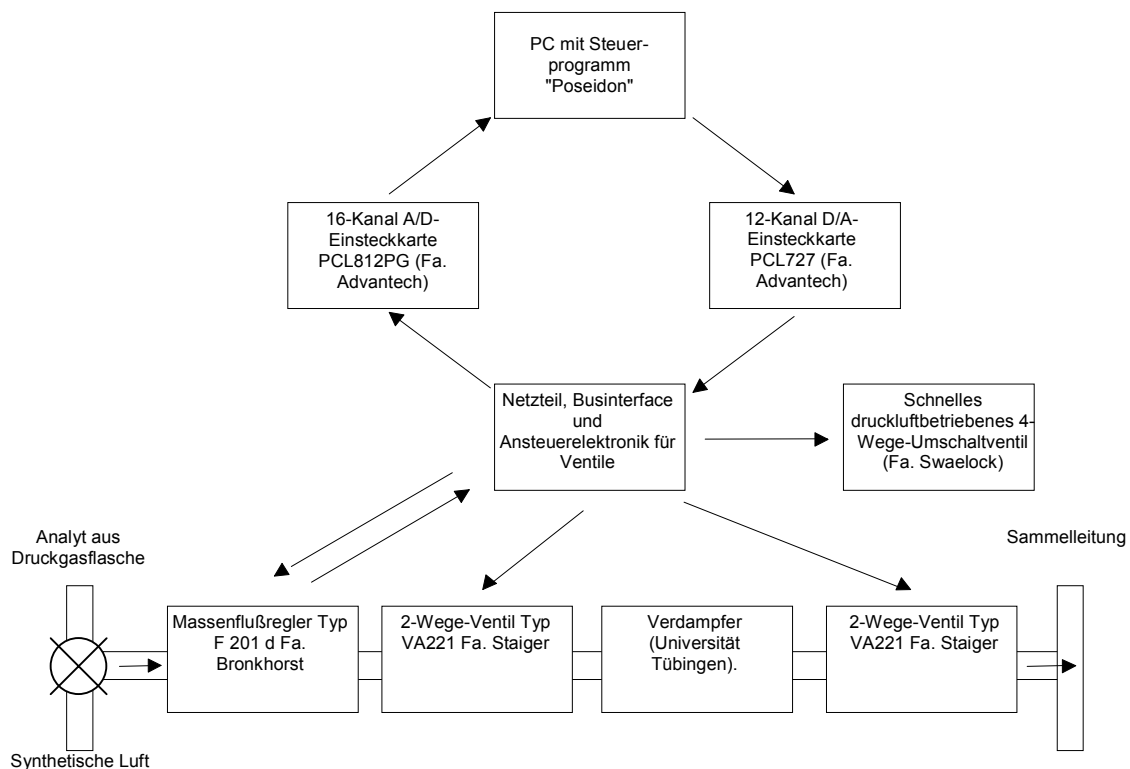 PC mit Steuer-
programm
"Poseidon"
16-Kanal A/D-
Einsteckkarte
PCL812PG (Fa.
Advantech)
12-Kanal D/A-
Einsteckkarte
PCL727 (Fa.
Advantech)
Netzteil, Businterface
und
Ansteuerelektronik für
Ventile
Schnelles
druckluftbetriebenes 4-
Wege-Umschaltventil
(Fa. Swaelock)
Analyt aus
Druckgasflasche
Sammelleitung
Massenflußregler Typ
F 201 d Fa.
Bronkhorst
2-Wege-Ventil Typ
VA221 Fa. Staiger
Verdampfer
(Universität
Tübingen).
2-Wege-Ventil Typ
VA221 Fa. Staiger
Synthetische Luft